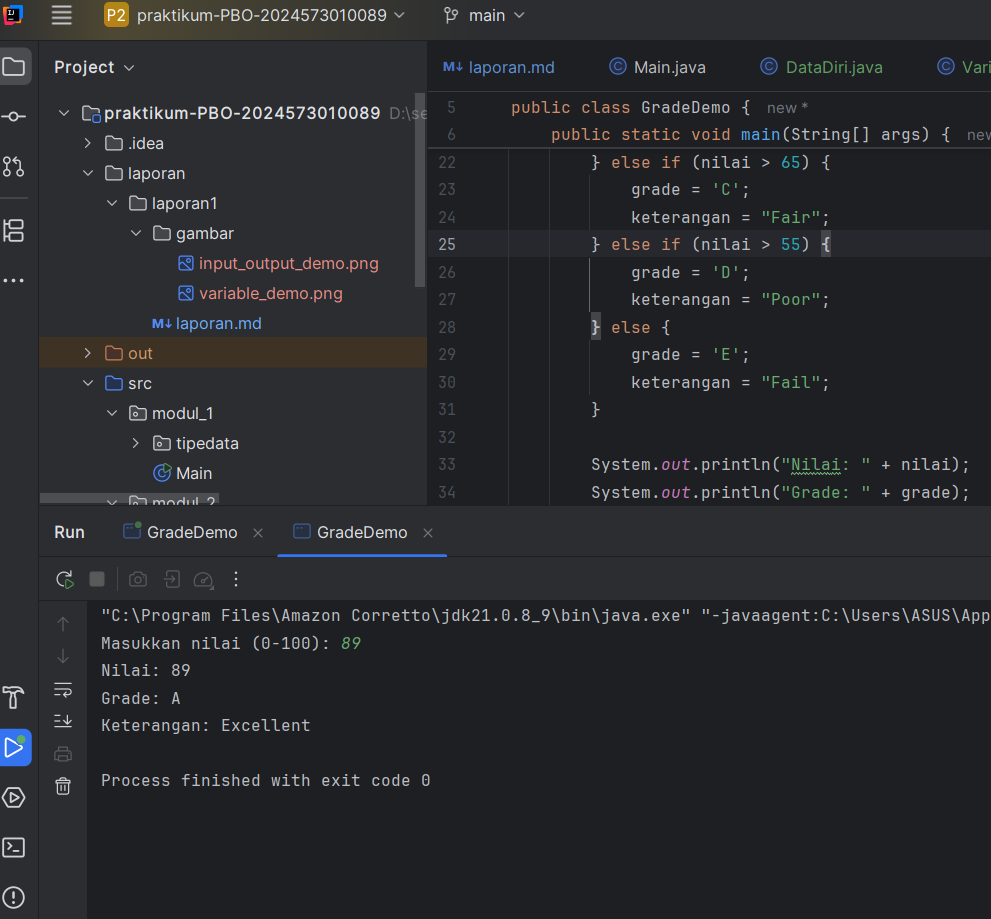 P2 praktikum-PBO-2024573010089 main
Project
praktikum-PBO-2024573010089 D:\se
.idea
laporan
laporan1
gambar
input_output_demo.png
variable_demo.png
M↓ laporan.md
out
src
modul_1
tipedata
Main
modul_2
M↓ laporan.md Main.java DataDiri.java Vari
5 public class GradeDemo { new *
6 public static void main(String[] args) { new
22 } else if (nilai > 65) {
23 grade = 'C';
24 keterangan = "Fair";
25 } else if (nilai > 55) {
26 grade = 'D';
27 keterangan = "Poor";
28 } else {
29 grade = 'E';
30 keterangan = "Fail";
31 }
32
33 System.out.println("Nilai: " + nilai);
34 System.out.println("Grade: " + grade);
Run GradeDemo GradeDemo
"C:\Program Files\Amazon Corretto\jdk21.0.8_9\bin\java.exe" "-javaagent:C:\Users\ASUS\App
Masukkan nilai (0-100): 89
Nilai: 89
Grade: A
Keterangan: Excellent
Process finished with exit code 0